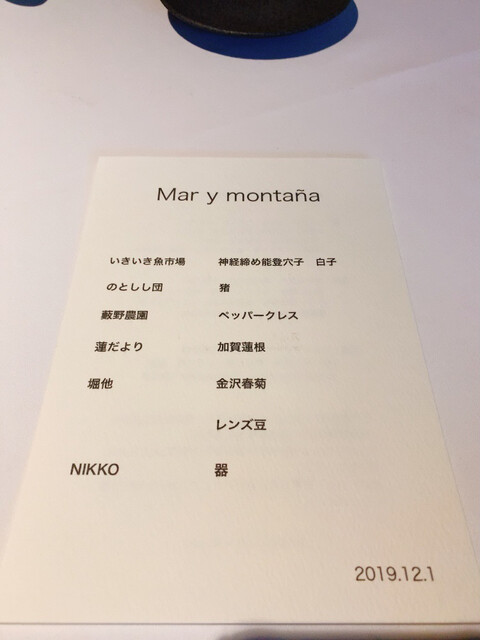 Mar y montaña
いきいき魚市場 神経締め能登穴子 白子
のとしし団 猪
藪野農園 ペッパークレス
蓮だより 加賀蓮根
堀他 金沢春菊
レンズ豆
NIKKO 器
2019.12.1